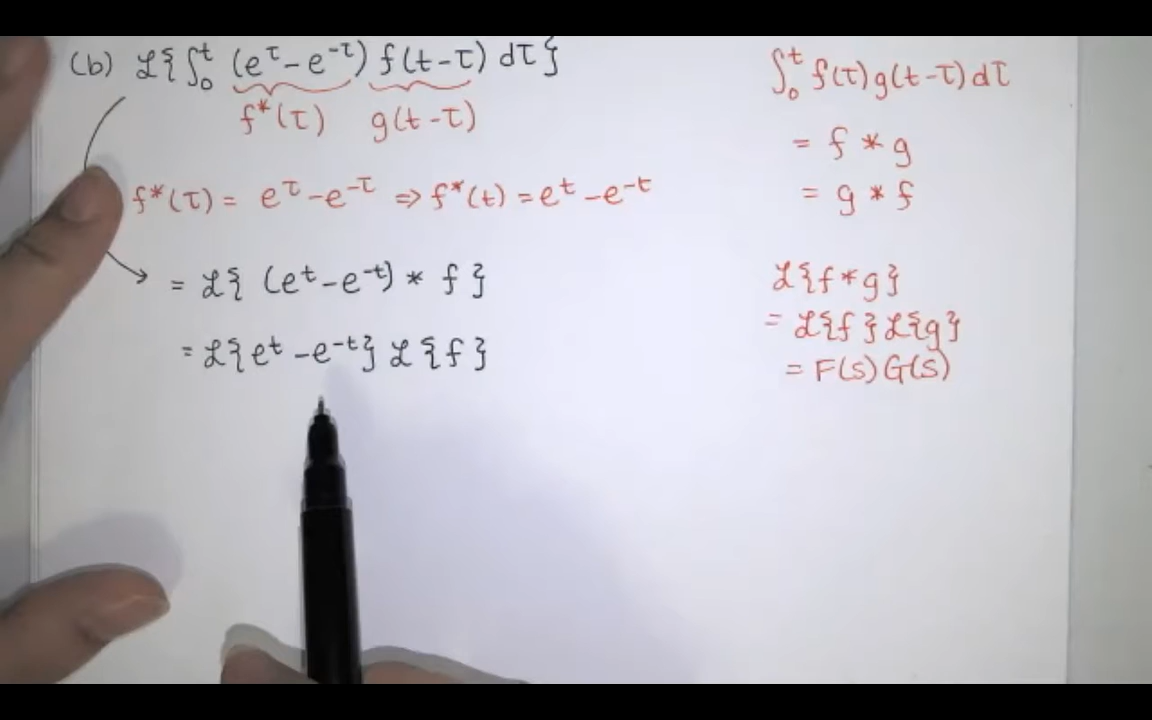 (b) ℒ{∫₀ᵗ (e^τ - e^-τ) f(t-τ) dτ}
f*(τ) g(t-τ)
f*(τ) = e^τ - e^-τ ⇒ f*(t) = e^t - e^-t
= ℒ{ (e^t - e^-t) * f }
= ℒ{e^t - e^-t} ℒ{f}
∫₀ᵗ f(τ)g(t-τ)dτ
= f * g
= g * f
ℒ{f*g}
= ℒ{f}ℒ{g}
= F(s)G(s)